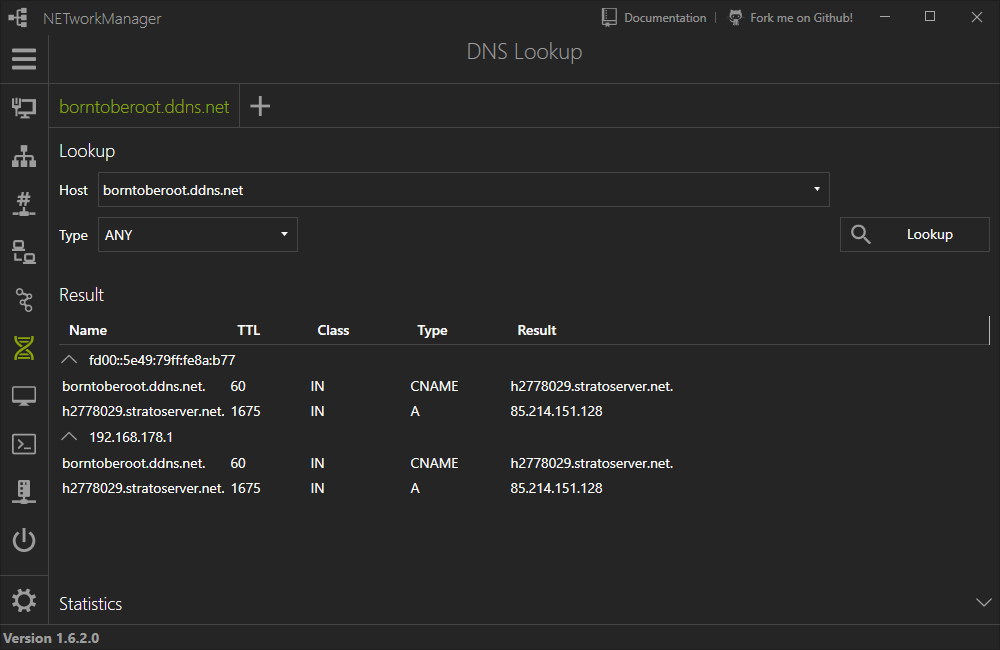 NETworkManager
Documentation
Fork me on Github!
DNS Lookup
borntoberoot.ddns.net
Lookup
Host borntoberoot.ddns.net
Type ANY
Lookup
Result
Name TTL Class Type Result
fd00::5e49:79ff:fe8a:b77
borntoberoot.ddns.net. 60 IN CNAME h2778029.stratoserver.net.
h2778029.stratoserver.net. 1675 IN A 85.214.151.128
192.168.178.1
borntoberoot.ddns.net. 60 IN CNAME h2778029.stratoserver.net.
h2778029.stratoserver.net. 1675 IN A 85.214.151.128
Statistics
Version 1.6.2.0